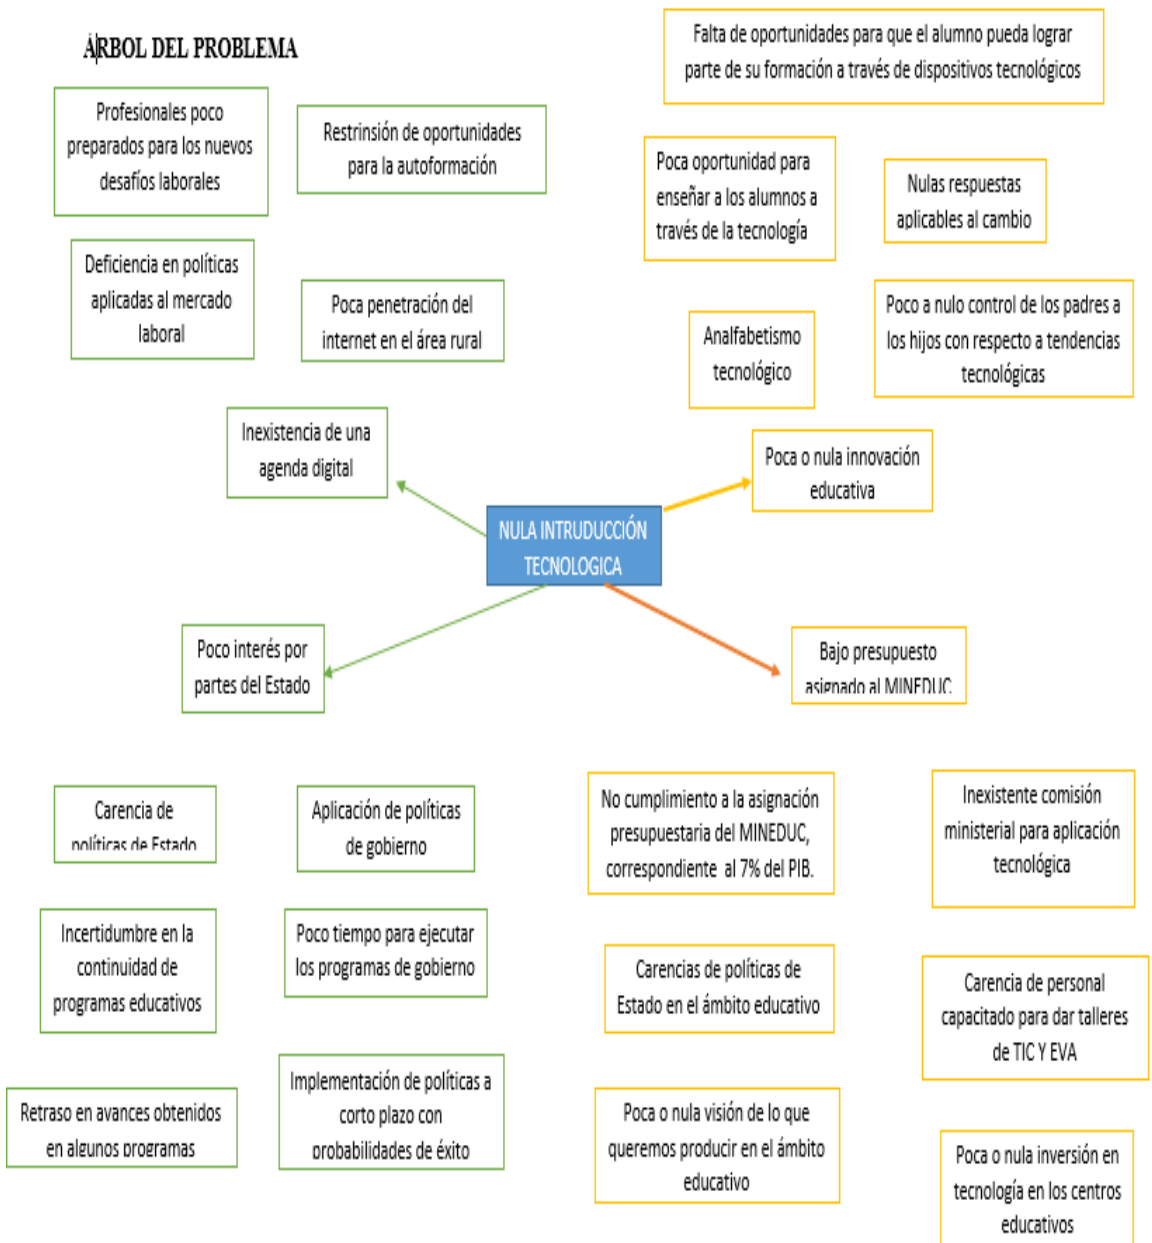 ÁRBOL DEL PROBLEMA
Falta de oportunidades para que el alumno pueda lograr
parte de su formación a través de dispositivos tecnológicos
Profesionales poco
preparados para los nuevos
desafíos laborales
Restrinsión de oportunidades
para la autoformación
Poca oportunidad para
enseñar a los alumnos a
través de la tecnología
Nulas respuestas
aplicables al cambio
Deficiencia en políticas
aplicadas al mercado
laboral
Poca penetración del
internet en el área rural
Analfabetismo
tecnológico
Poco a nulo control de los padres a
los hijos con respecto a tendencias
tecnológicas
Inexistencia de una
agenda digital
Poca o nula innovación
educativa
NULA INTRUDUCCIÓN
TECNOLOGICA
Poco interés por
partes del Estado
Bajo presupuesto
asignado al MINEDUC.
Carencia de
políticas de Estado
Aplicación de políticas
de gobierno
No cumplimiento a la asignación
presupuestaria del MINEDUC,
correspondiente al 7% del PIB.
Inexistente comisión
ministerial para aplicación
tecnológica
Incertidumbre en la
continuidad de
programas educativos
Poco tiempo para ejecutar
los programas de gobierno
Carencias de políticas de
Estado en el ámbito educativo
Carencia de personal
capacitado para dar talleres
de TIC Y EVA
Retraso en avances obtenidos
en algunos programas
Implementación de políticas a
corto plazo con
probabilidades de éxito
Poca o nula visión de lo que
queremos producir en el ámbito
educativo
Poca o nula inversión en
tecnología en los centros
educativos